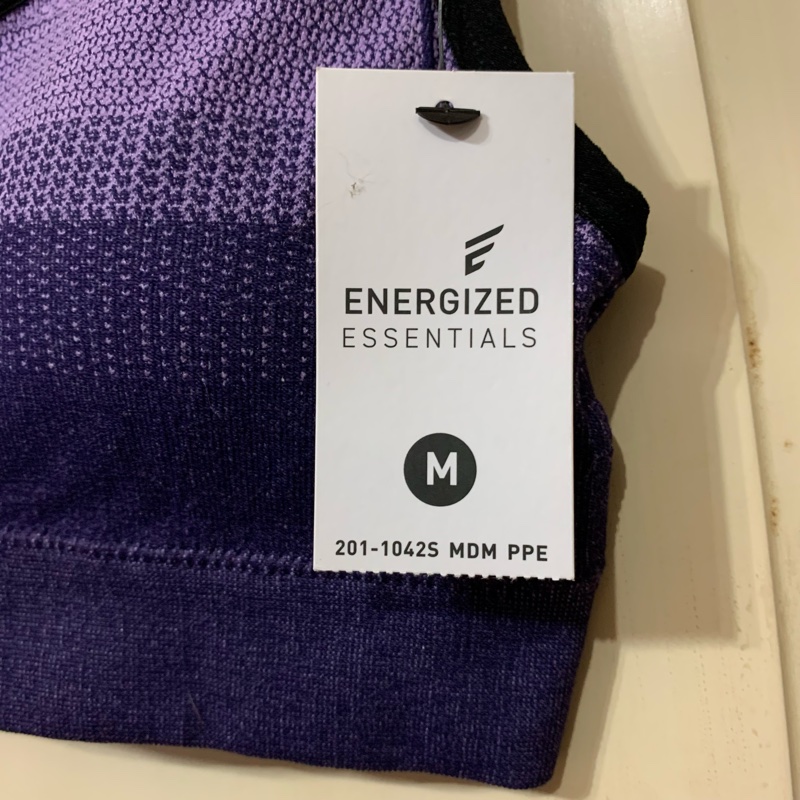 ENERGIZED
ESSENTIALS
M
201-1042S MDM PPE